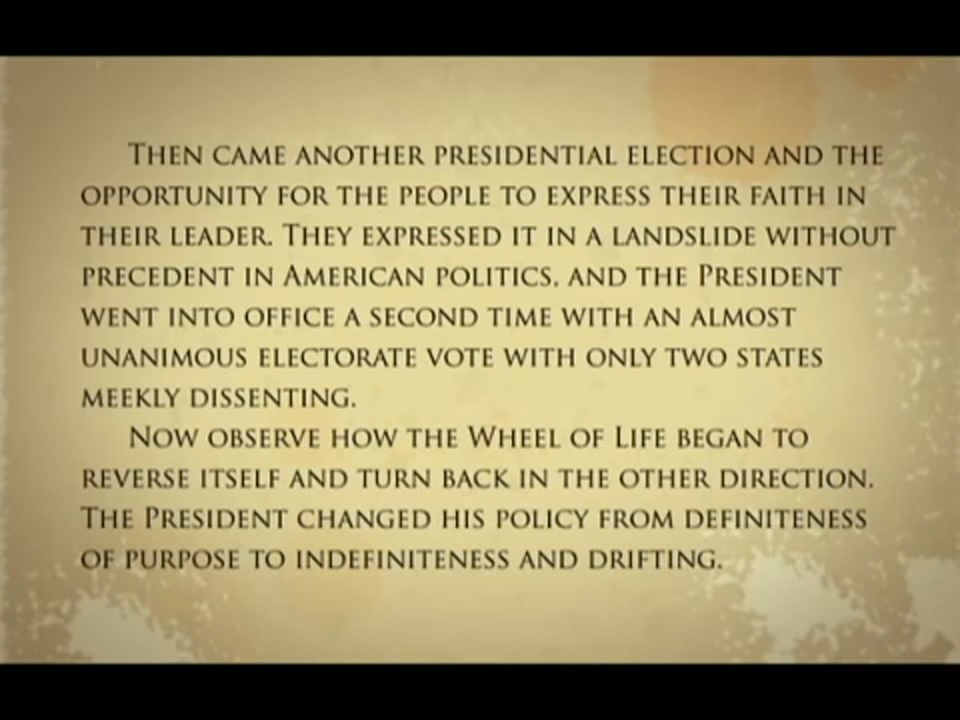 Then came another presidential election and the
opportunity for the people to express their faith in
their leader. They expressed it in a landslide without
precedent in American politics, and the President
went into office a second time with an almost
unanimous electorate vote with only two states
meekly dissenting.
Now observe how the Wheel of Life began to
reverse itself and turn back in the other direction.
The President changed his policy from definiteness
of purpose to indefiniteness and drifting.